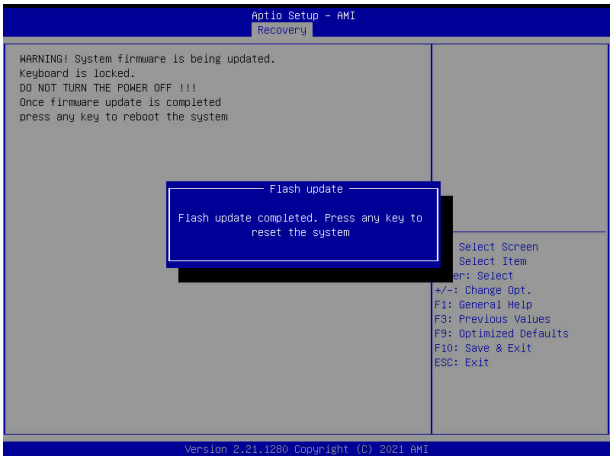 Aptio Setup – AMI
Recovery
WARNING! System firmware is being updated.
Keyboard is locked.
DO NOT TURN THE POWER OFF !!!
Once firmware update is completed
press any key to reboot the system
Flash update
Flash update completed. Press any key to
reset the system
Select Screen
Select Item
er: Select
+/-: Change Opt.
F1: General Help
F3: Previous Values
F9: Optimized Defaults
F10: Save & Exit
ESC: Exit
Version 2.21.1280 Copyright (C) 2021 AMI